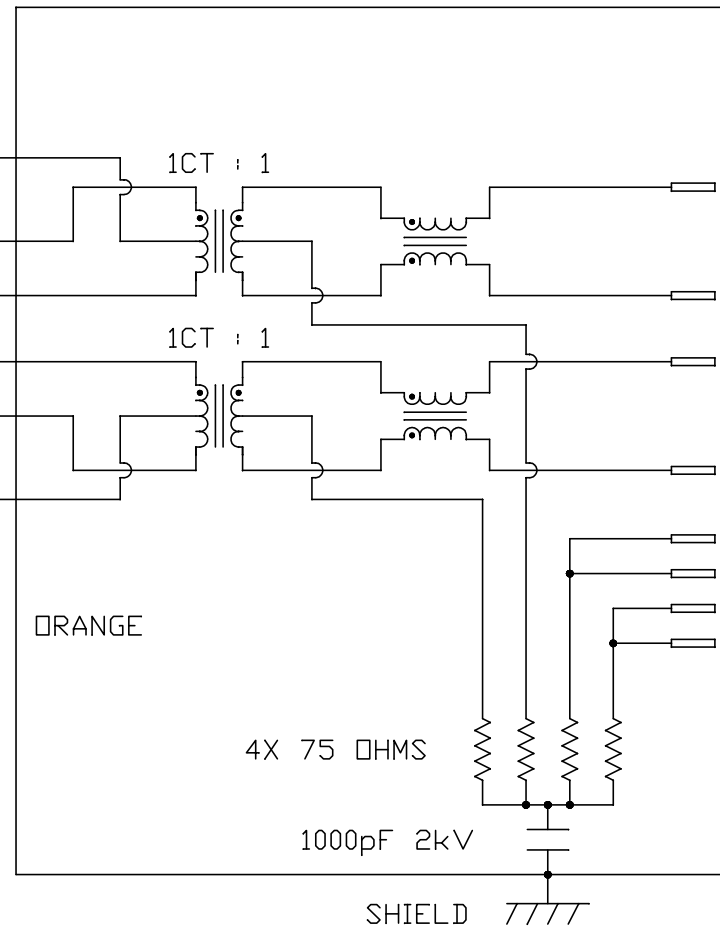 1CT : 1
1CT : 1
ORANGE
4X 75 OHMS
1000pF 2kV
SHIELD